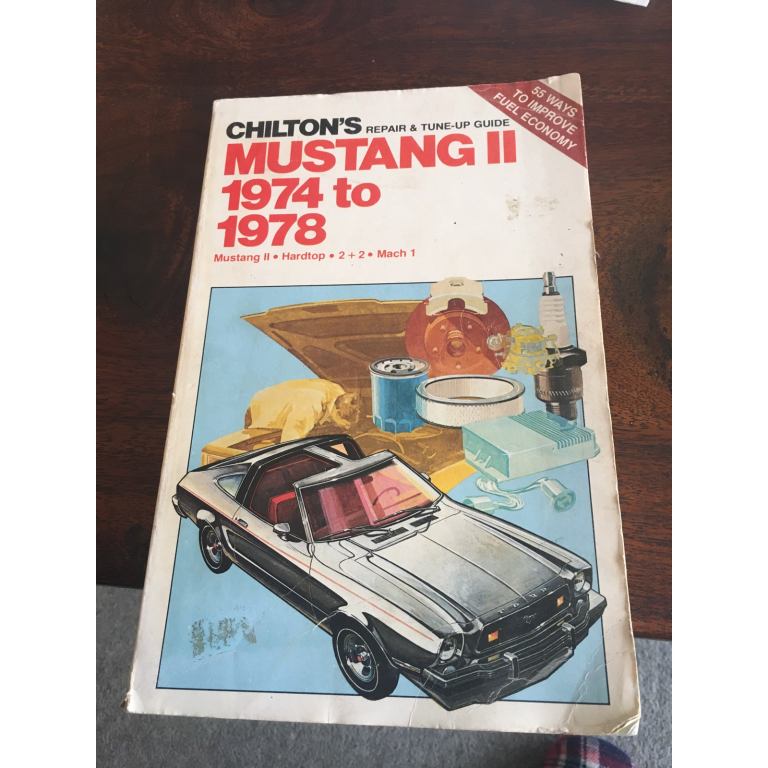 55 WAYS
TO IMPROVE
FUEL ECONOMY
CHILTON'S REPAIR & TUNE-UP GUIDE
MUSTANG II
1974 to
1978
Mustang II • Hardtop • 2 + 2 • Mach 1
FORD